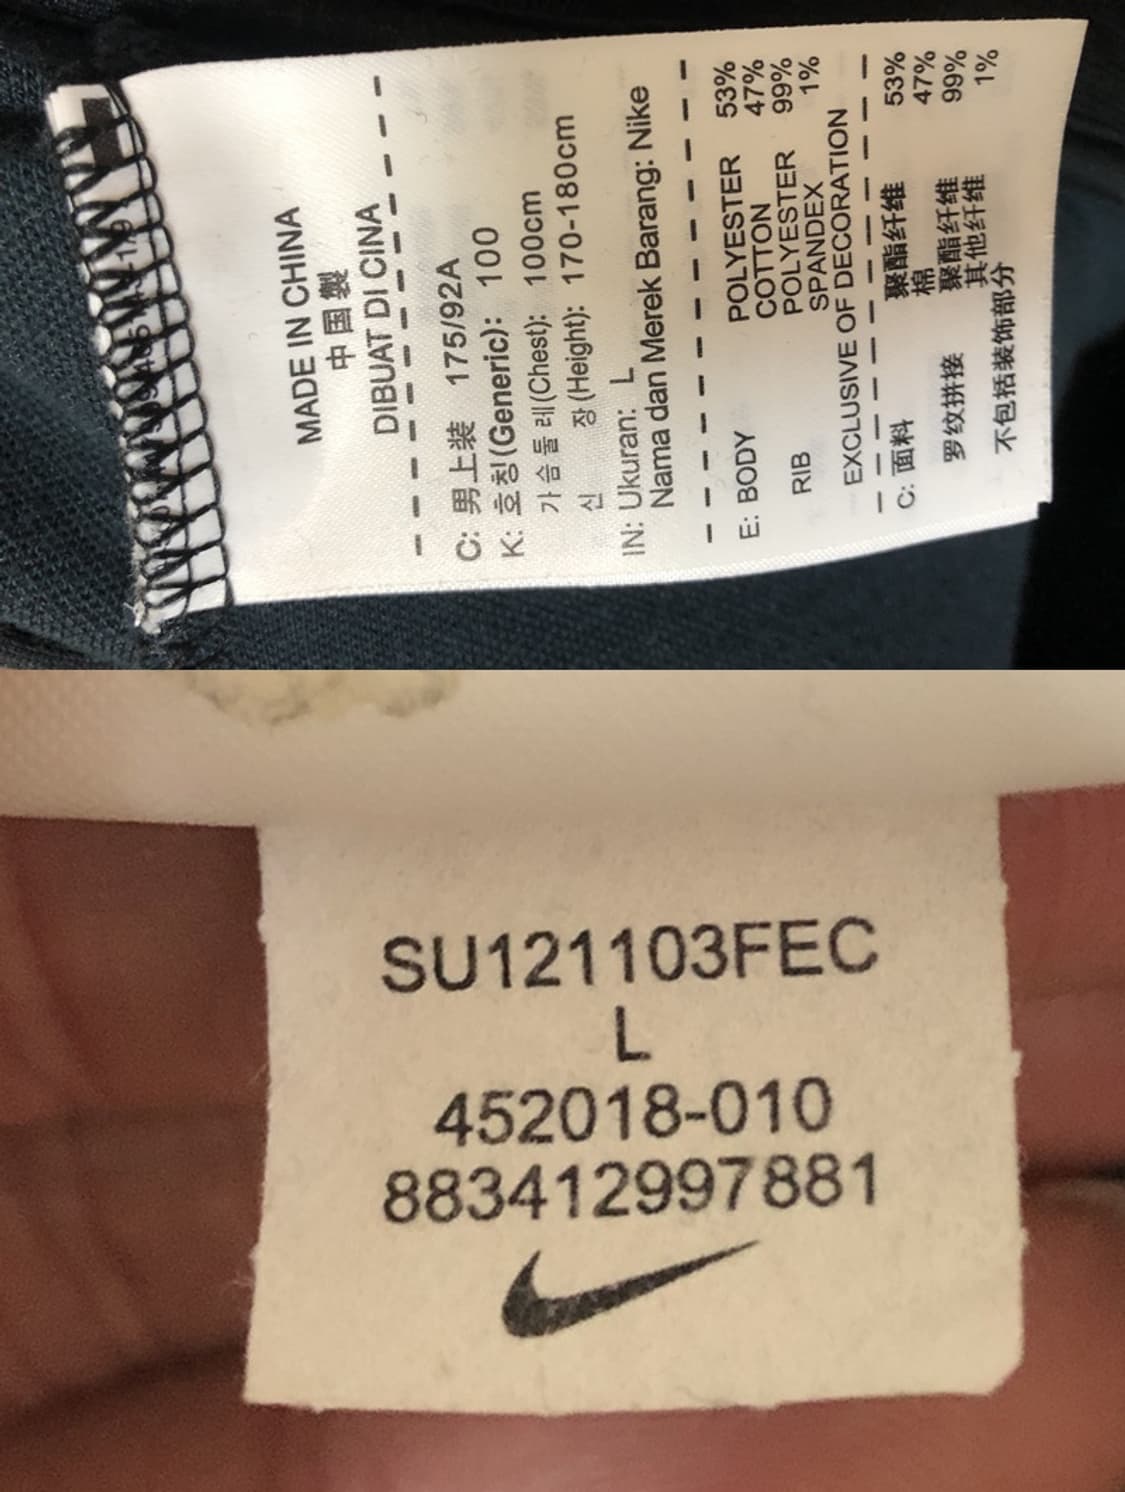 MADE IN CHINA
中国製
DIBUAT DI CINA
C: 男上装 175/92A
K: 호칭(Generic): 100
가슴둘레(Chest): 100cm
신 장(Height): 170-180cm
IN: Ukuran: L
Nama dan Merek Barang: Nike
E: BODY POLYESTER 53%
COTTON 47%
RIB POLYESTER 99%
SPANDEX 1%
EXCLUSIVE OF DECORATION
C: 面料 聚酯纤维 53%
棉 47%
罗纹拼接 聚酯纤维 99%
其他纤维 1%
不包括装饰部分
SU121103FEC
L
452018-010
883412997881